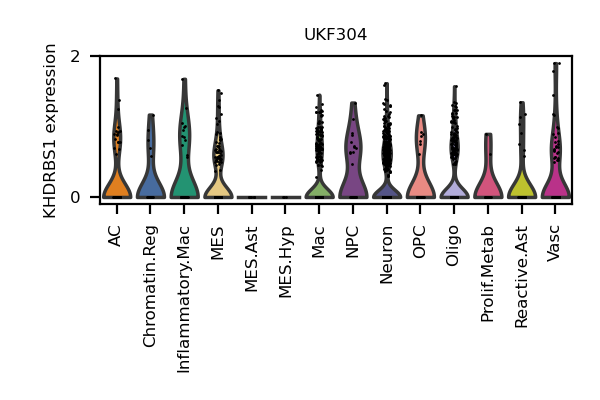 UKF304
KHDRBS1 expression
2
0
AC
Chromatin.Reg
Inflammatory.Mac
MES
MES.Ast
MES.Hyp
Mac
NPC
Neuron
OPC
Oligo
Prolif.Metab
Reactive.Ast
Vasc